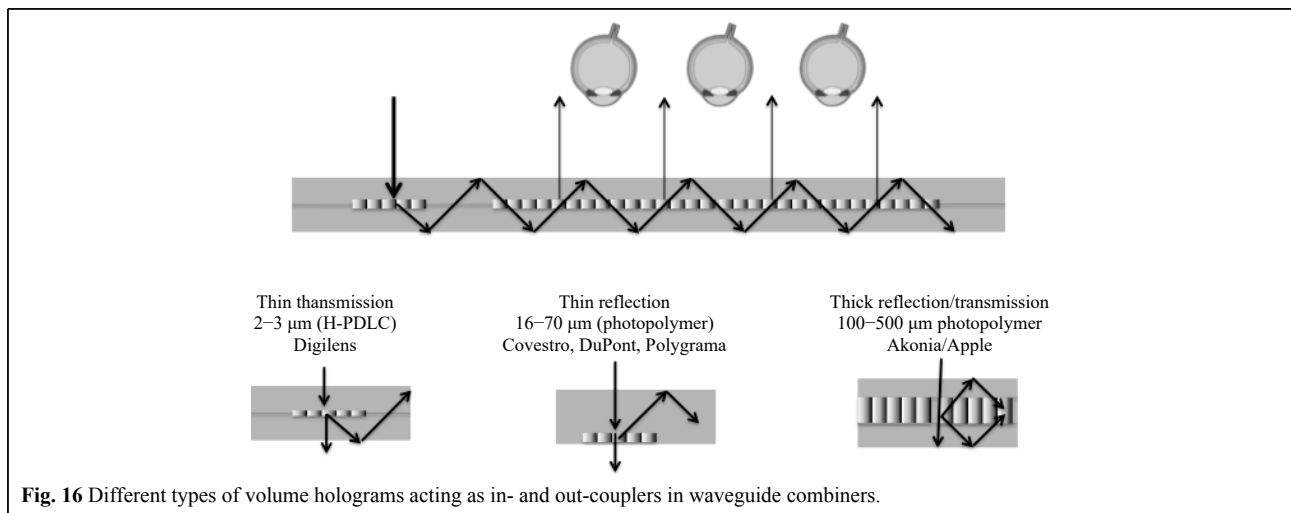 Thin thansmission
2−3 μm (H-PDLC)
Digilens
Thin reflection
16−70 μm (photopolymer)
Covestro, DuPont, Polygrama
Thick reflection/transmission
100−500 μm photopolymer
Akonia/Apple
Fig. 16 Different types of volume holograms acting as in- and out-couplers in waveguide combiners.